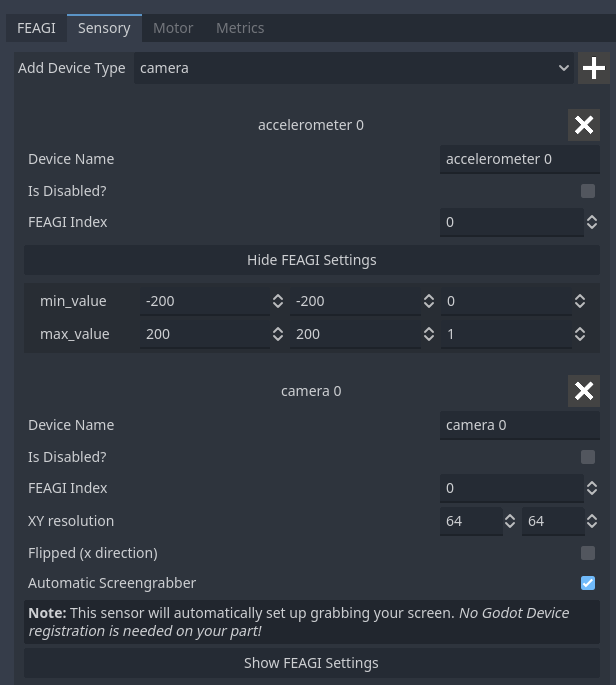 FEAGI Sensory Motor Metrics
Add Device Type camera
accelerometer 0
Device Name accelerometer 0
Is Disabled?
FEAGI Index 0
Hide FEAGI Settings
min_value -200 -200 0
max_value 200 200 1
camera 0
Device Name camera 0
Is Disabled?
FEAGI Index 0
XY resolution 64 64
Flipped (x direction)
Automatic Screengrabber
Note: This sensor will automatically set up grabbing your screen. No Godot Device
registration is needed on your part!
Show FEAGI Settings